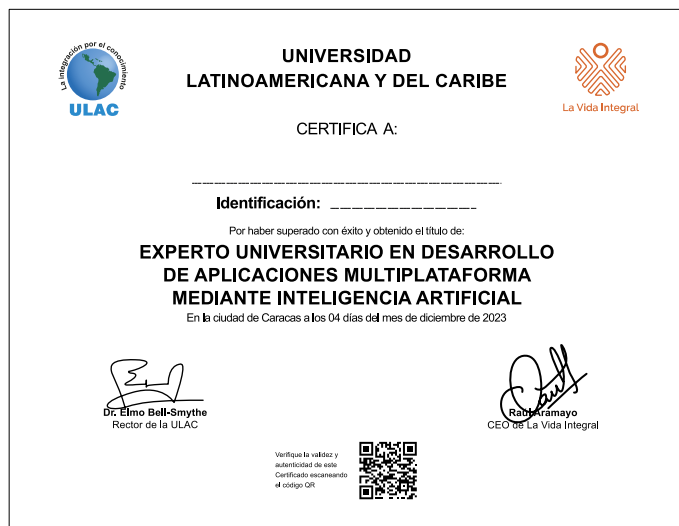 La integración por el conocimiento
ULAC
UNIVERSIDAD
LATINOAMERICANA Y DEL CARIBE
La Vida Integral
CERTIFICA A:
Identificación:
Por haber superado con éxito y obtenido el título de:
EXPERTO UNIVERSITARIO EN DESARROLLO
DE APLICACIONES MULTIPLATAFORMA
MEDIANTE INTELIGENCIA ARTIFICIAL
En la ciudad de Caracas a los 04 días del mes de diciembre de 2023
Dr. Elmo Bell-Smythe
Rector de la ULAC
Raúl Aramayo
CEO de La Vida Integral
Verifique la validez y
autenticidad de este
Certificado escaneando
el código QR